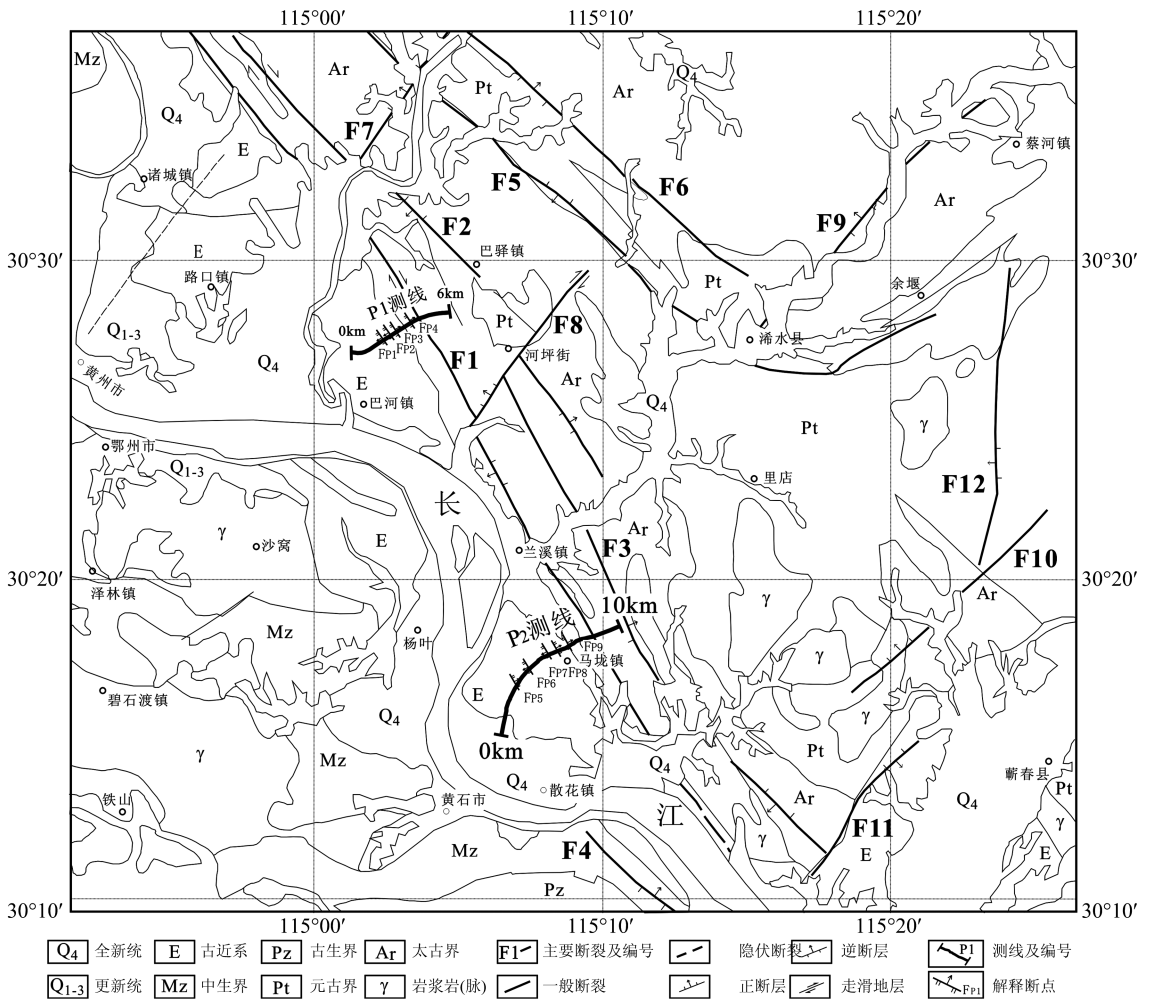 115°00′ 115°10′ 115°20′
Mz
Ar
Pt
Ar
Q4
Q4
F7
E
蔡河镇
诸城镇
F5
F6
Ar
F2
F9
E
巴驿镇
30°30′ 30°30′
路口镇
Pt
余堰
P1测线
6km
Q1-3
0km
FP4
FP3
FP2
FP1
Pt
F8
浠水县
河坪街
Q4
F1
黄州市
E
Ar
巴河镇
Q4
Pt
γ
鄂州市
Q1-3
里店
F12
长
γ
Ar
沙窝
E
兰溪镇
F3
F10
30°20′ 30°20′
泽林镇
10km
γ
Ar
Mz
P2测线
杨叶
FP9
马垅镇
FP7
FP8
FP6
FP5
γ
碧石渡镇
E
Q4
γ
0km
Pt
γ
Mz
Q4
Q4
蕲春县
散花镇
Pt
铁山
黄石市
Ar
Q4
江
F11
γ
γ
Mz
F4
E
E
Pz
30°10′ 30°10′
115°00′ 115°10′ 115°20′
Q4 全新统 E 古近系 Pz 古生界 Ar 太古界 F1 主要断裂及编号 隐伏断裂 逆断层 P1 测线及编号
Q1-3 更新统 Mz 中生界 Pt 元古界 γ 岩浆岩(脉) 一般断裂 正断层 走滑地层 FP1 解释断点